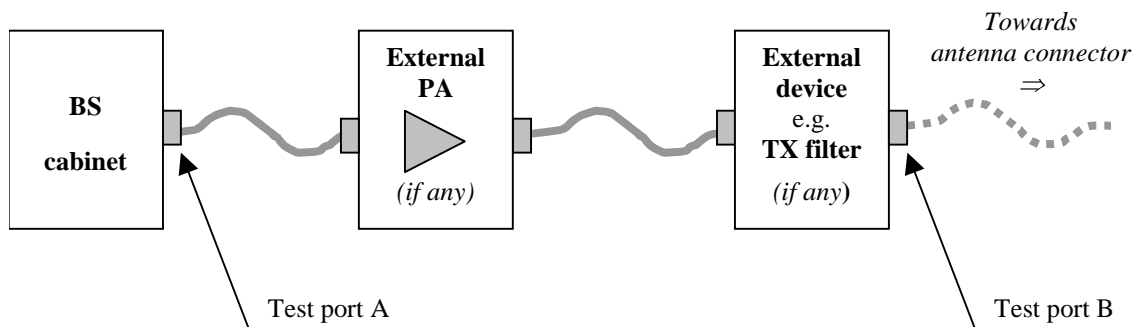 BS
cabinet
External
PA
(if any)
External
device
e.g.
TX filter
(if any)
Towards
antenna connector
⇒
Test port A
Test port B